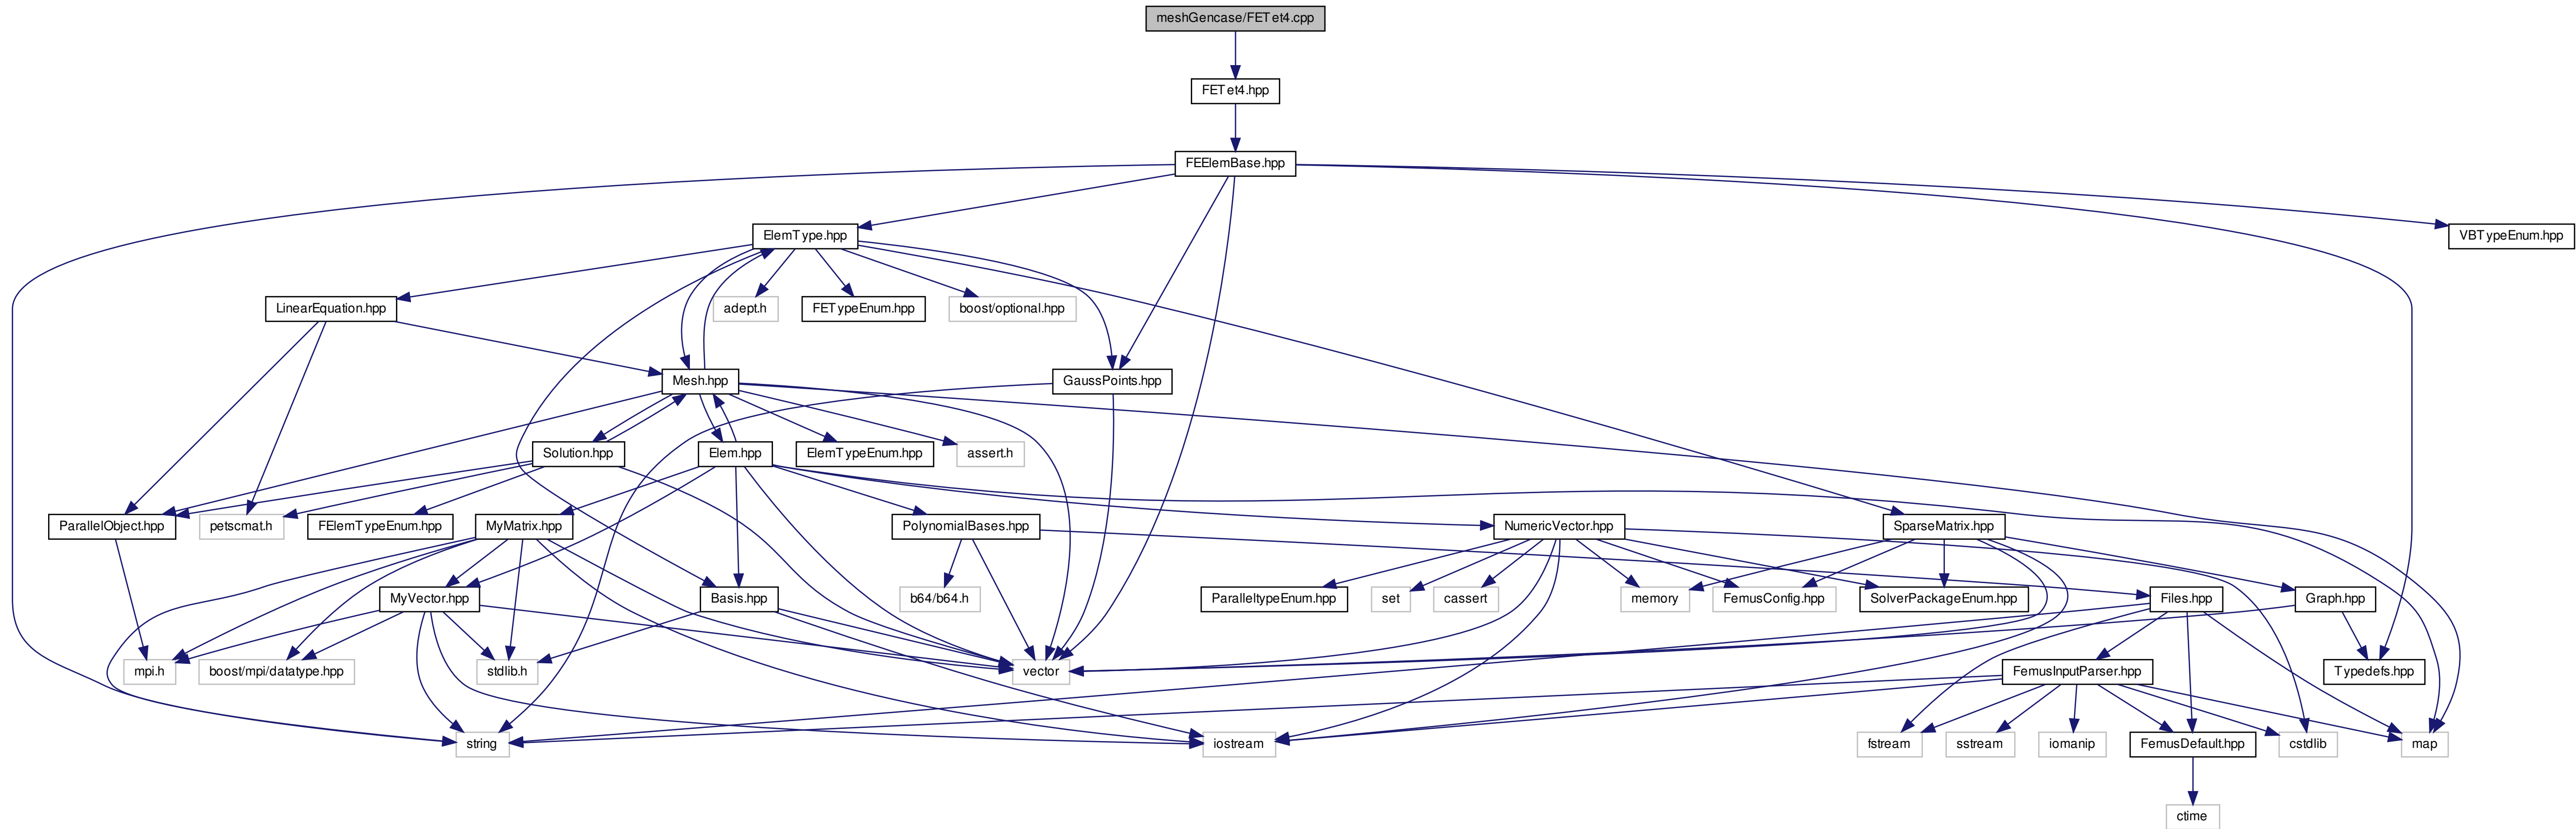 meshGencase/FETet4.cpp
FETet4.hpp
FEElemBase.hpp
ElemType.hpp
VBTypeEnum.hpp
LinearEquation.hpp
adept.h
FETypeEnum.hpp
boost/optional.hpp
Mesh.hpp
GaussPoints.hpp
Solution.hpp
Elem.hpp
ElemTypeEnum.hpp
assert.h
ParallelObject.hpp
petscmat.h
FElemTypeEnum.hpp
MyMatrix.hpp
PolynomialBases.hpp
NumericVector.hpp
SparseMatrix.hpp
MyVector.hpp
Basis.hpp
b64/b64.h
ParalleltypeEnum.hpp
set
cassert
memory
FemusConfig.hpp
SolverPackageEnum.hpp
Files.hpp
Graph.hpp
mpi.h
boost/mpi/datatype.hpp
stdlib.h
vector
FemusInputParser.hpp
Typedefs.hpp
string
iostream
fstream
sstream
iomanip
FemusDefault.hpp
cstdlib
map
ctime